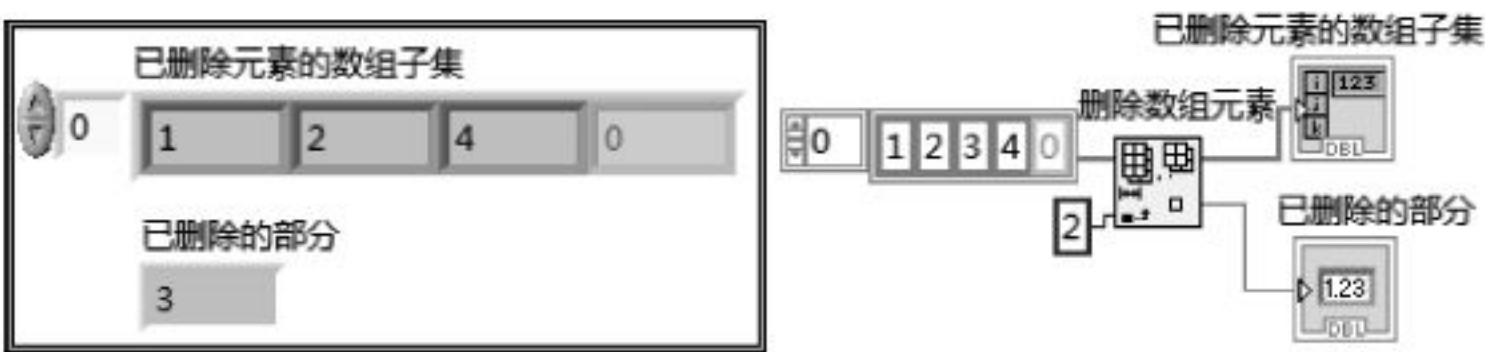 已删除元素的数组子集
0 1 2 4 0
已删除的部分
3
已删除元素的数组子集
i 123
j
k
DBL
删除数组元素
0 1 2 3 4 0
2
已删除的部分
1.23
DBL